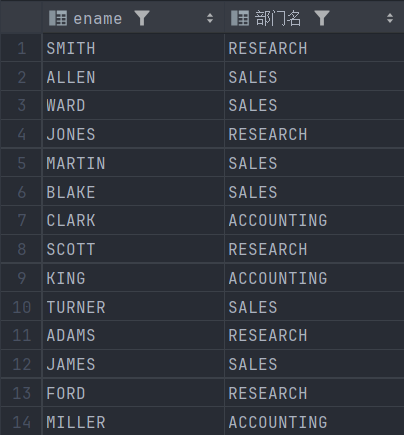 ename 部门名
1 SMITH RESEARCH
2 ALLEN SALES
3 WARD SALES
4 JONES RESEARCH
5 MARTIN SALES
6 BLAKE SALES
7 CLARK ACCOUNTING
8 SCOTT RESEARCH
9 KING ACCOUNTING
10 TURNER SALES
11 ADAMS RESEARCH
12 JAMES SALES
13 FORD RESEARCH
14 MILLER ACCOUNTING